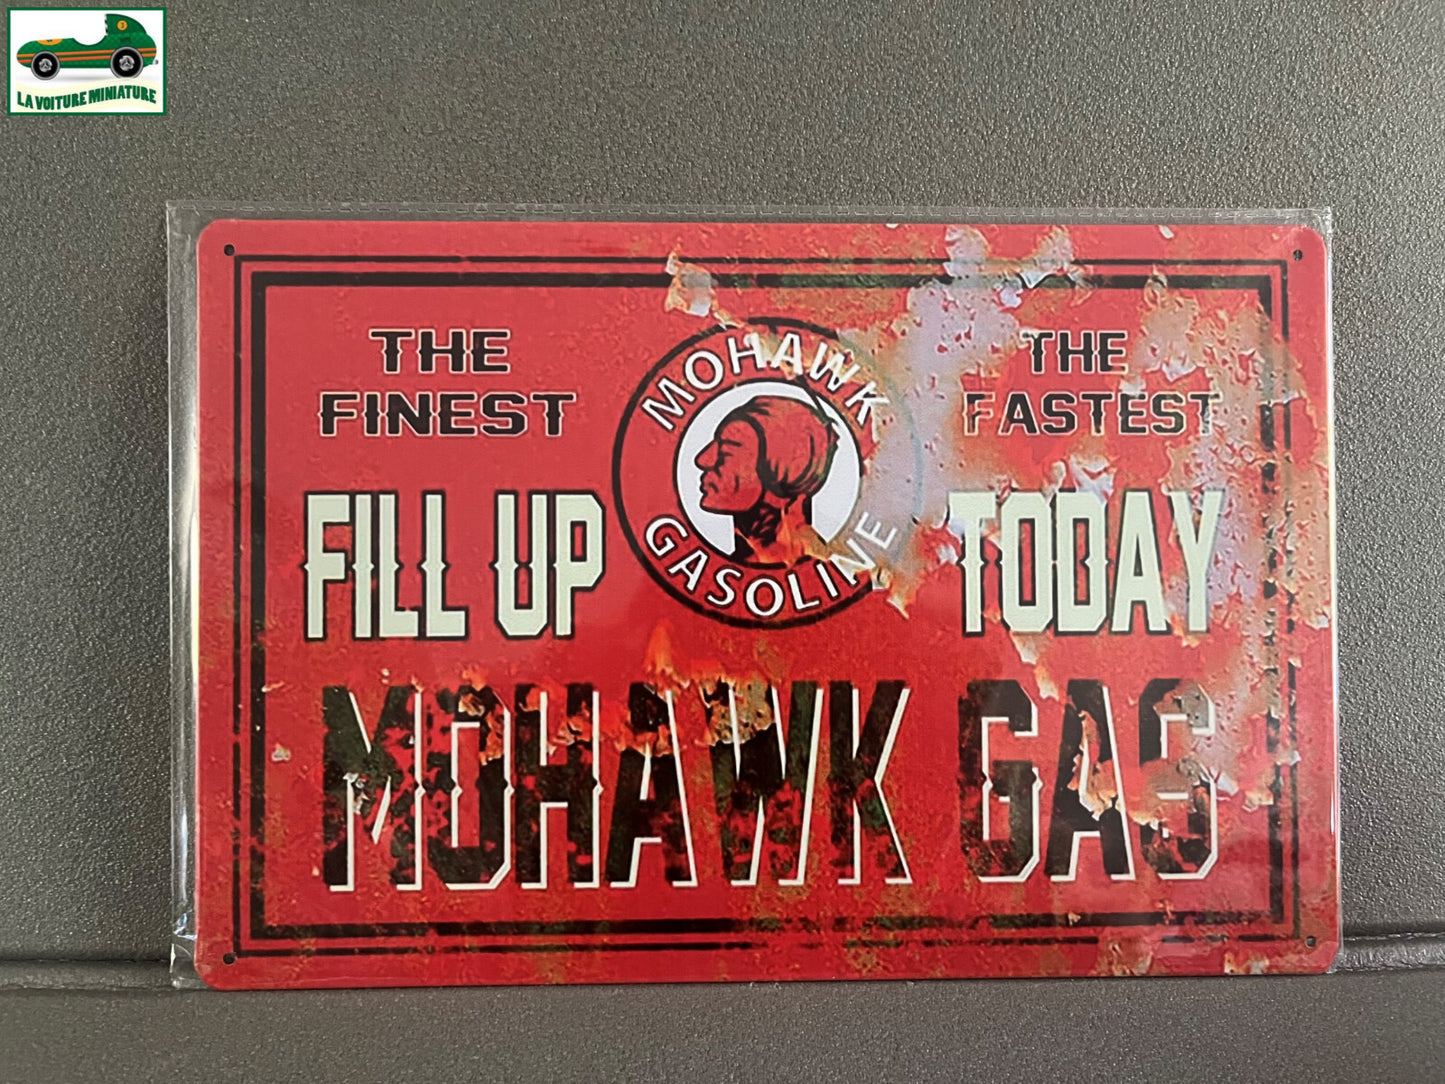 LA VOITURE MINIATURE
THE
FINEST
MOHAWK
GASOLINE
THE
FASTEST
FILL UP
TODAY
MOHAWK GAS